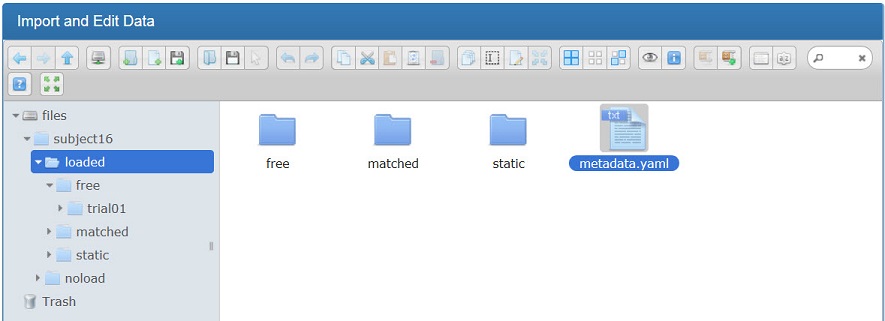 Import and Edit Data
files
subject16
loaded
free
trial01
matched
static
noload
Trash
free
matched
static
txt
metadata.yaml